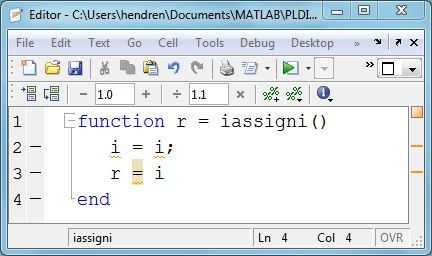 Editor - C:\Users\hendren\Documents\MATLAB\PLDI...
File Edit Text Go Cell Tools Debug Desktop »
»
- 1.0 + ÷ 1.1 × %+ % i
1 function r = iassigni()
2 — i = i;
3 — r = i
4 — end
iassigni Ln 4 Col 4 OVR